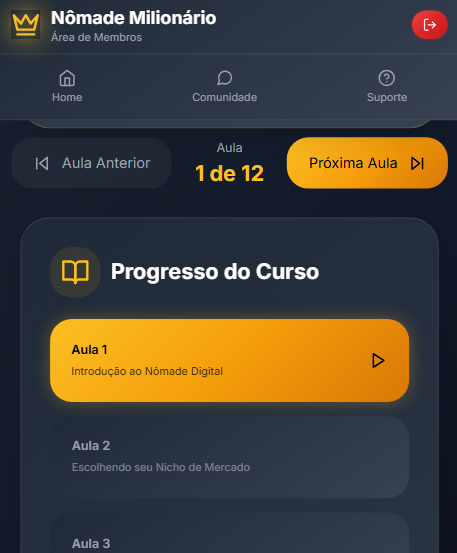 Nômade Milionário
Área de Membros
Home
Comunidade
Suporte
Aula Anterior
Aula
1 de 12
Próxima Aula
Progresso do Curso
Aula 1
Introdução ao Nômade Digital
Aula 2
Escolhendo seu Nicho de Mercado
Aula 3